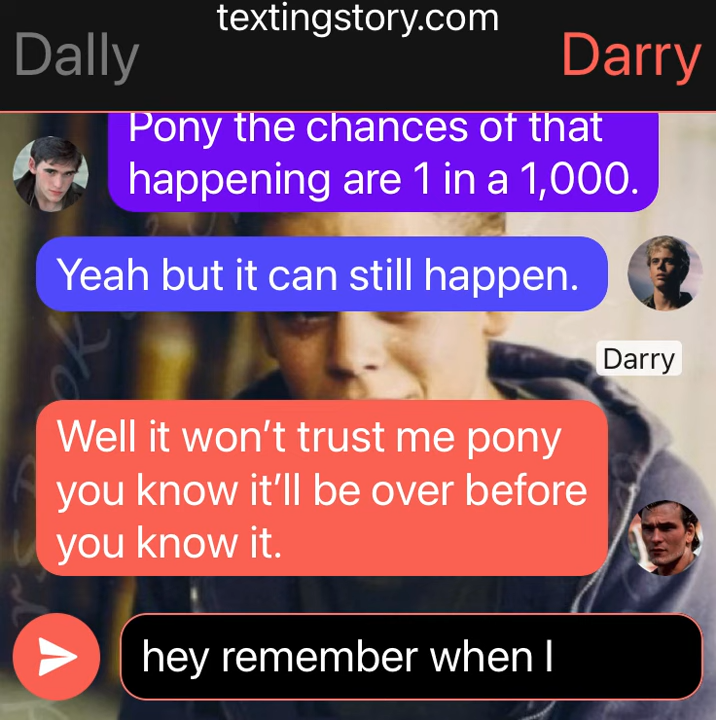 textingstory.com
Dally
Darry
Pony the chances of that
happening are 1 in a 1,000.
Yeah but it can still happen.
Darry
Well it won't trust me pony
you know it'll be over before
you know it.
hey remember when I